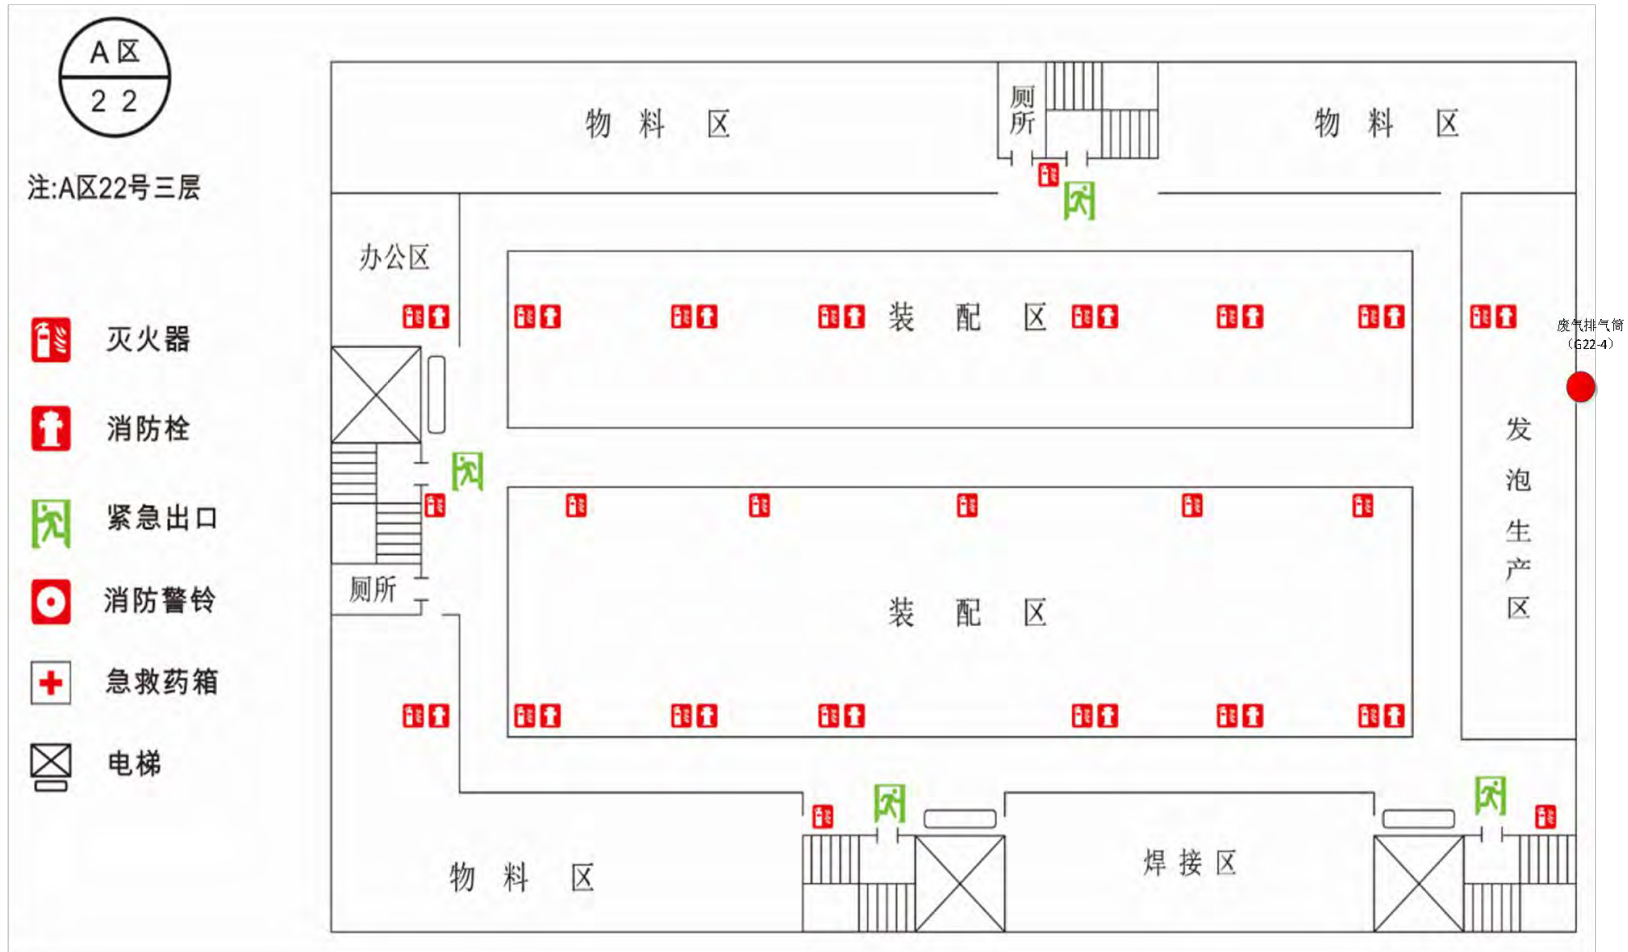 A区
22
注:A区22号三层
灭火器
消防栓
紧急出口
消防警铃
急救药箱
电梯
物料区
厕所
物料区
办公区
装配区
废气排气筒
（G22-4）
发泡生产区
厕所
装配区
物料区
焊接区